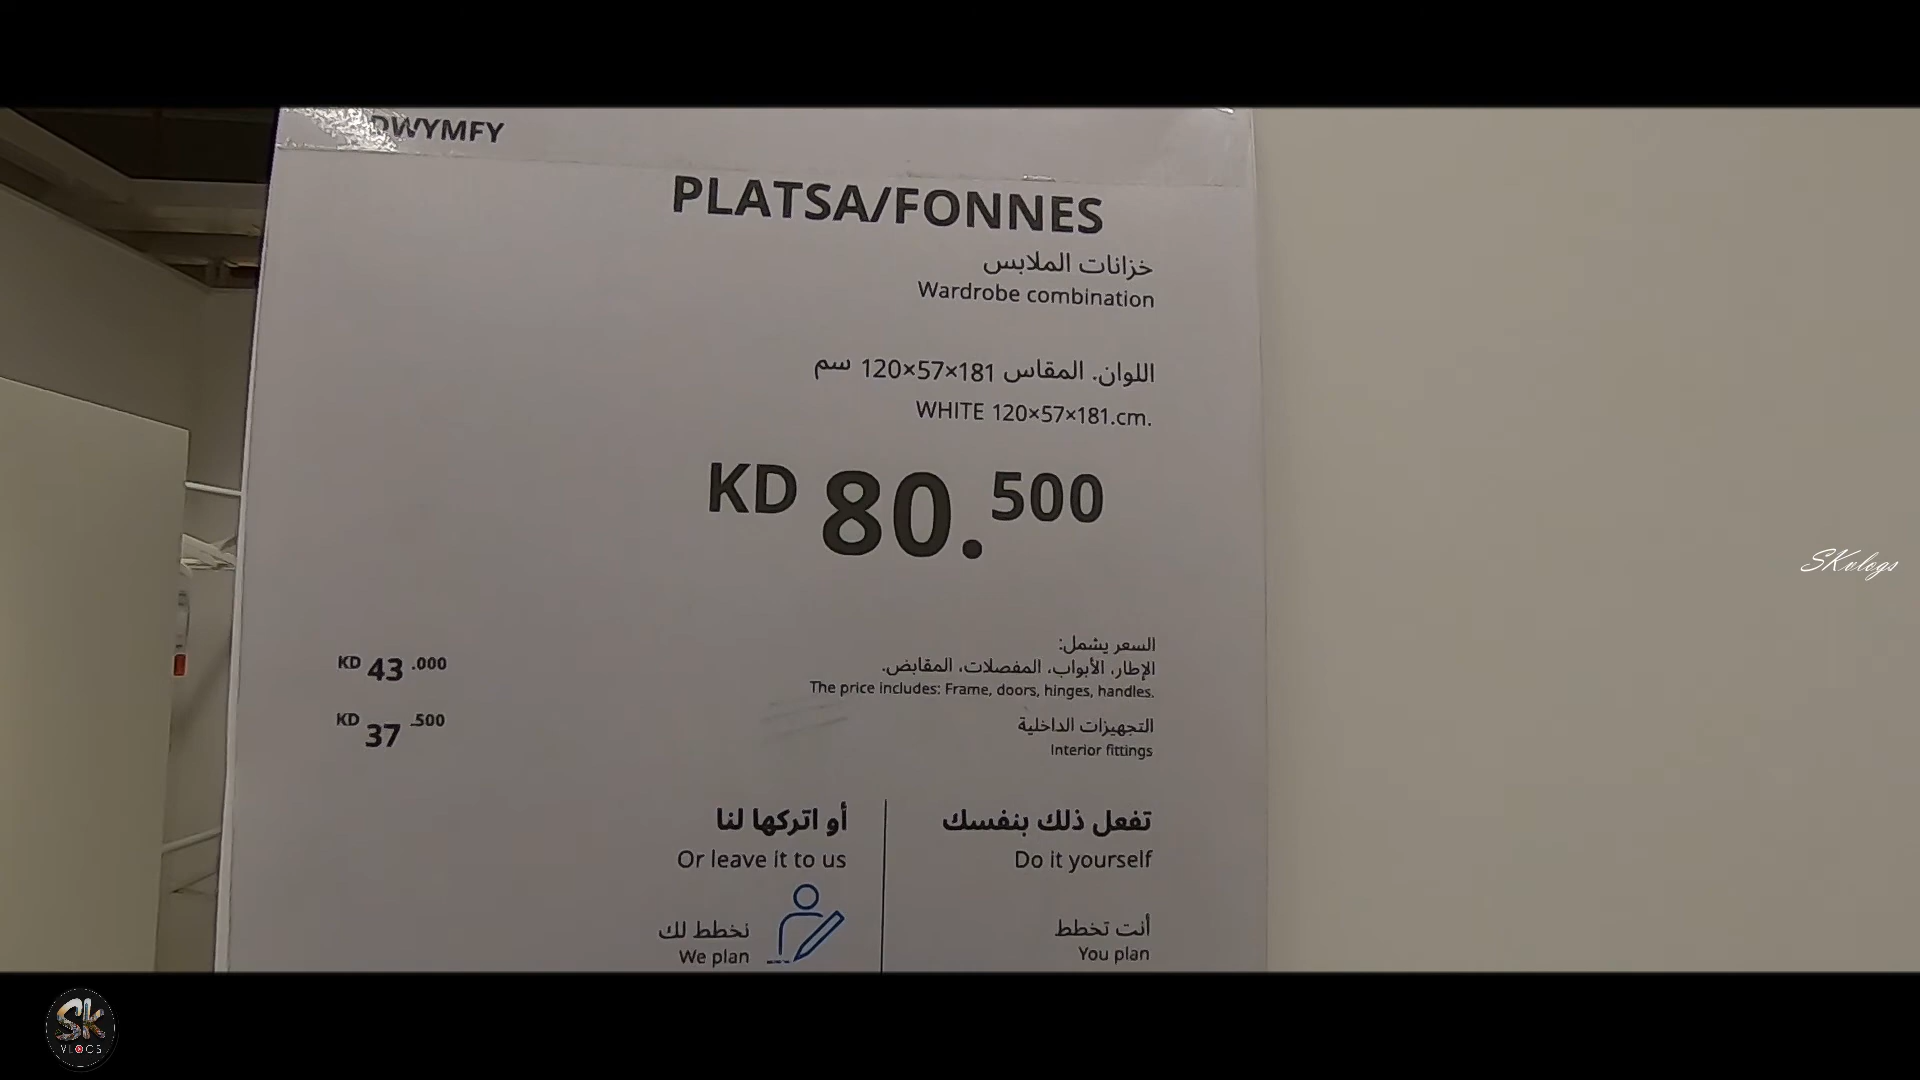 DWYMFY
PLATSA/FONNES
خزانات الملابس
Wardrobe combination
اللوان. المقاس 181×57×120 سم
WHITE 120×57×181.cm.
KD 80.500
السعر يشمل:
KD 43.000
الإطار، الأبواب، المفصلات، المقابض.
The price includes: Frame, doors, hinges, handles.
KD 37.500
التجهيزات الداخلية
Interior fittings
تفعل ذلك بنفسك
Do it yourself
أنت تخطط
You plan
أو اتركها لنا
Or leave it to us
نخطط لك
We plan
SKvlogs
SK
VLOGS